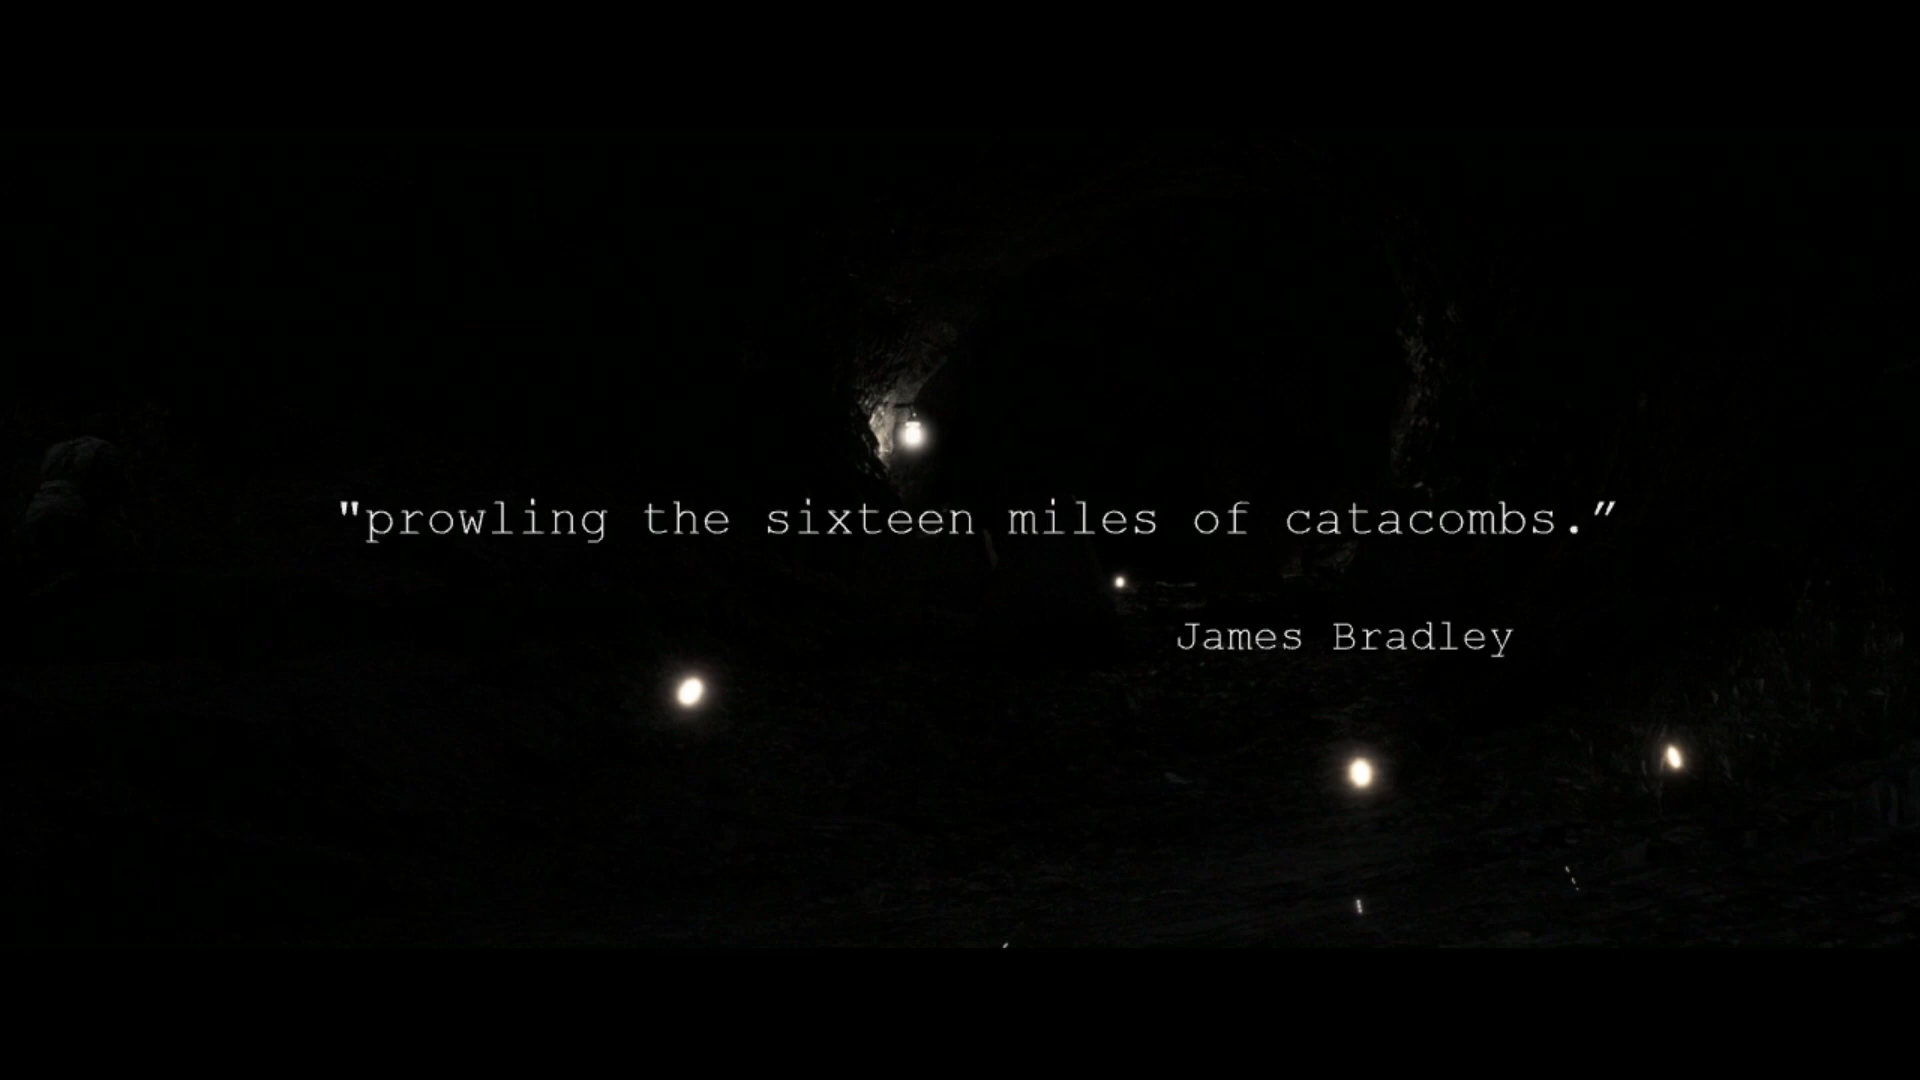 "prowling the sixteen miles of catacombs.”
James Bradley